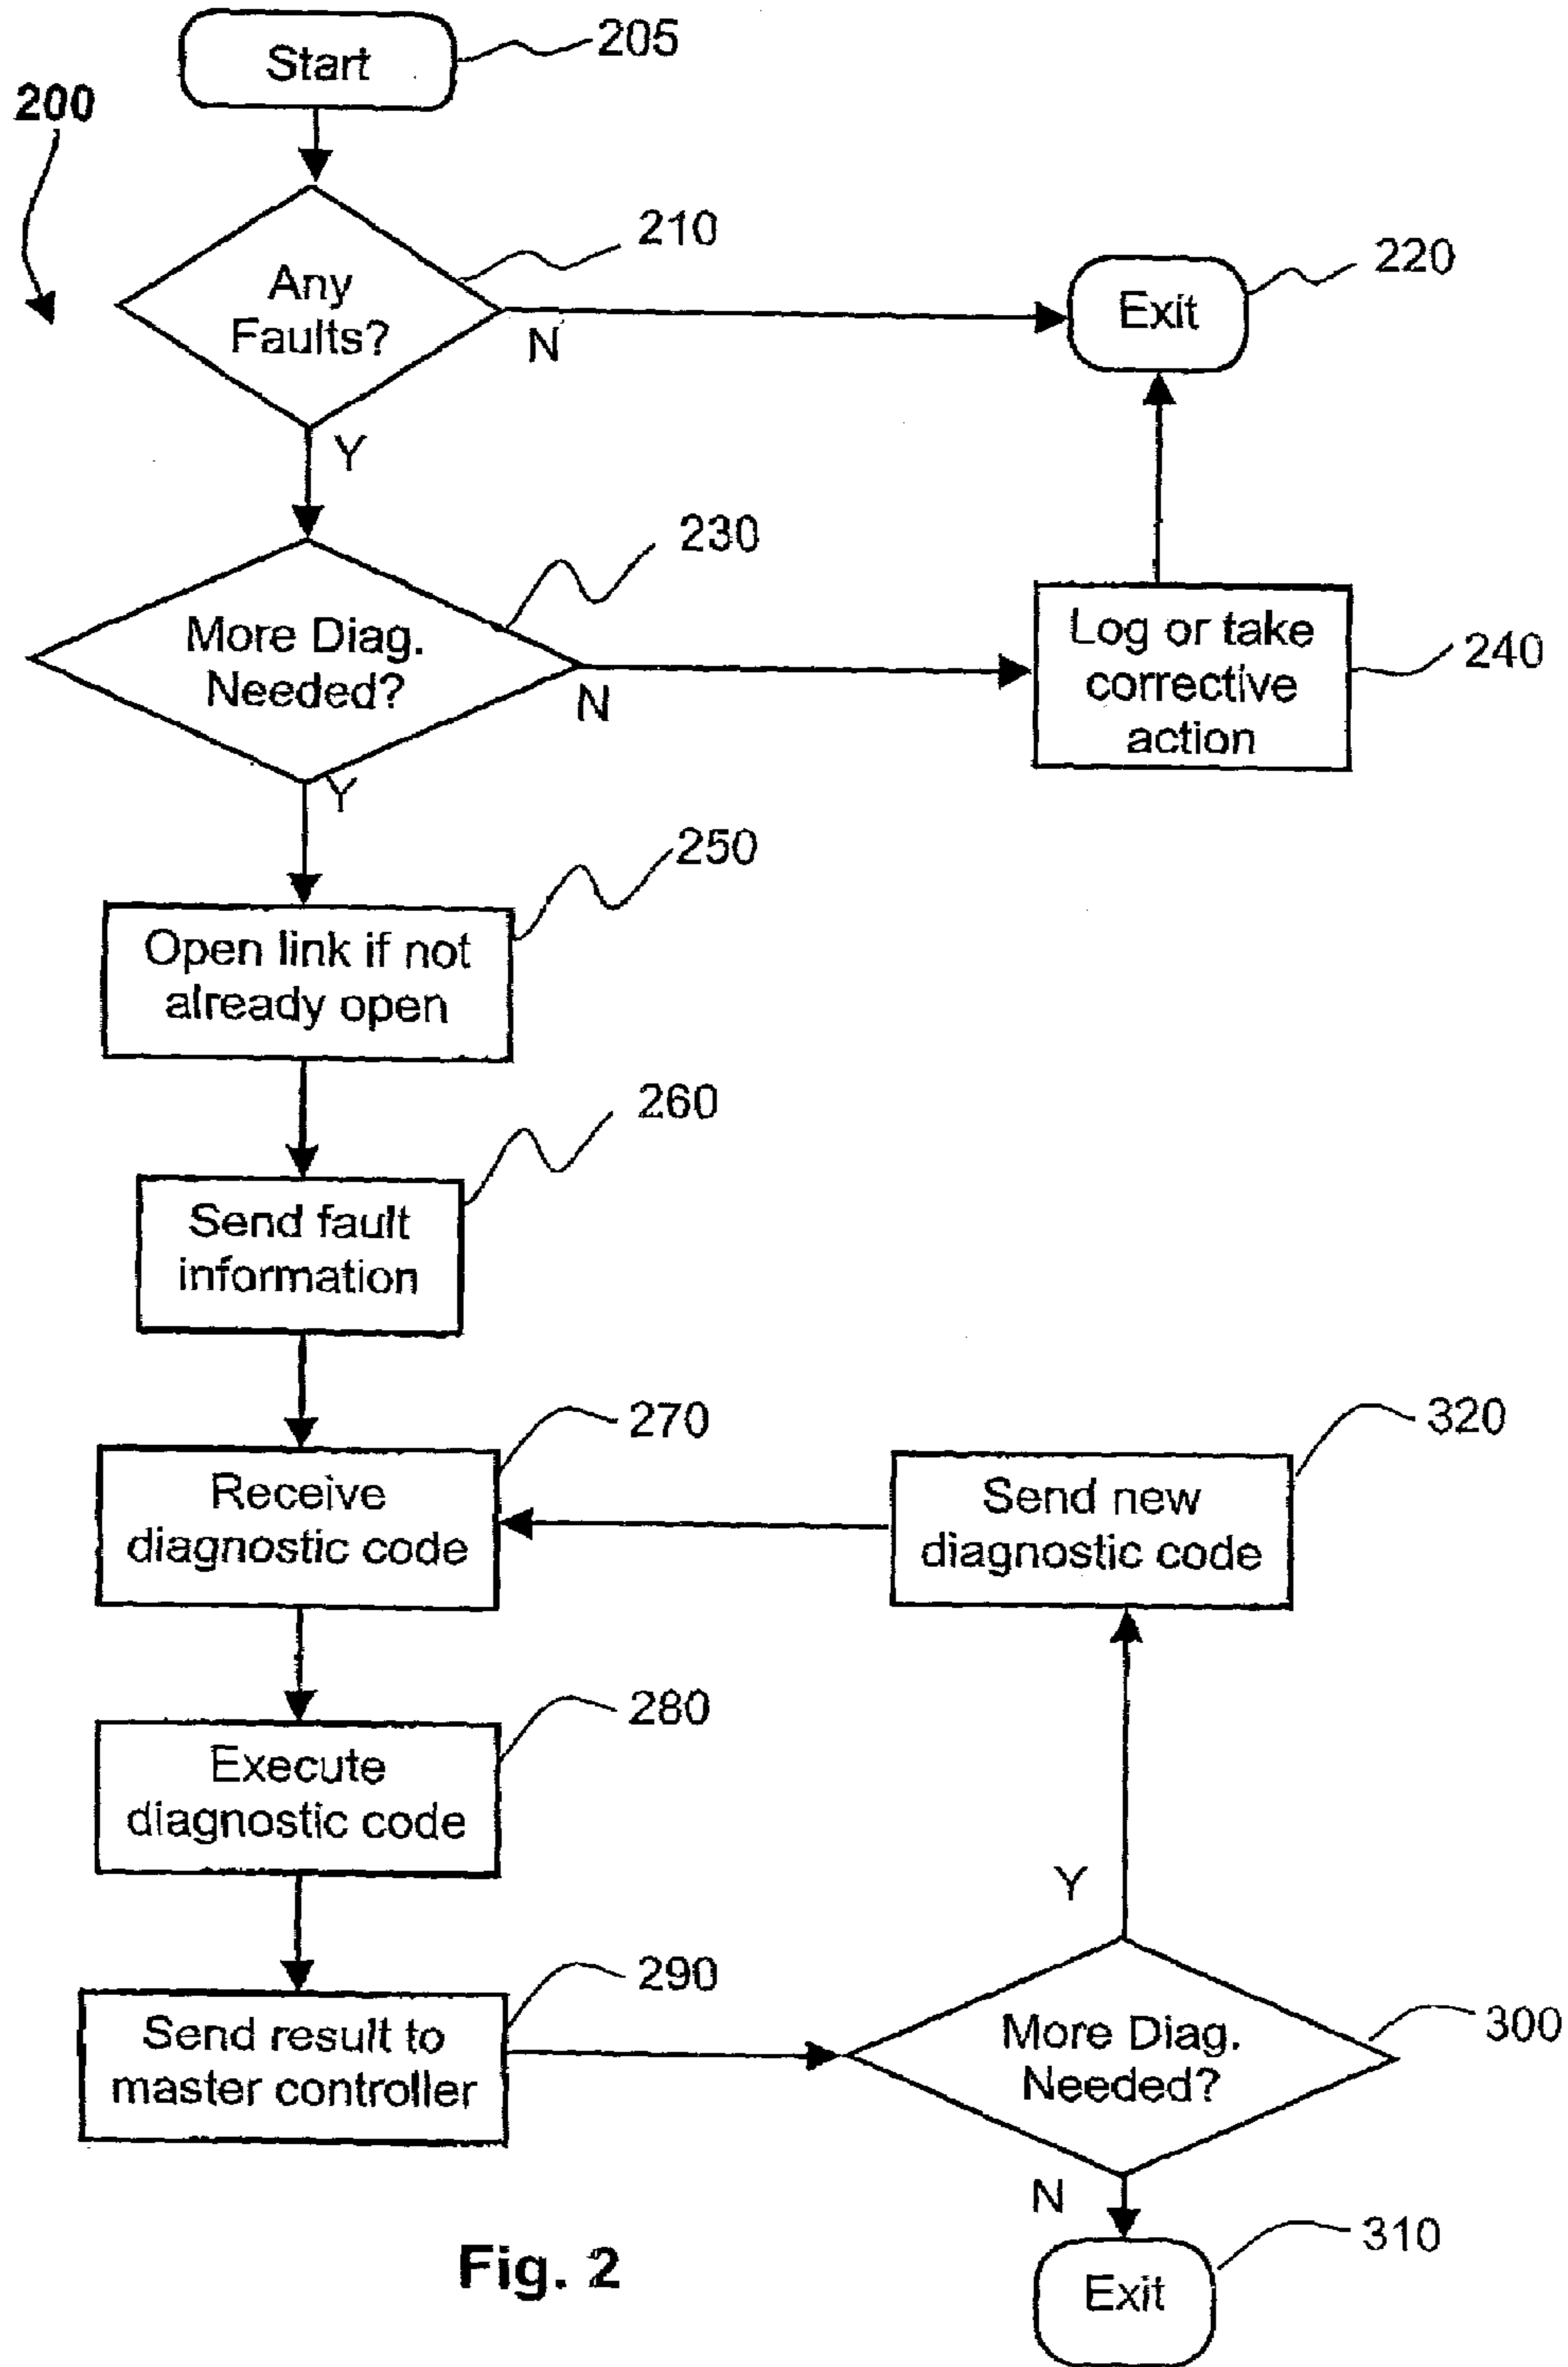 Start
205
200
Any
Faults?
210
N
Exit
220
Y
More Diag.
Needed?
230
N
Log or take
corrective
action
240
Y
Open link if not
already open
250
Send fault
information
260
Receive
diagnostic code
270
Send new
diagnostic code
320
Execute
diagnostic code
280
Y
Send result to
master controller
290
More Diag.
Needed?
300
N
Exit
310
Fig. 2